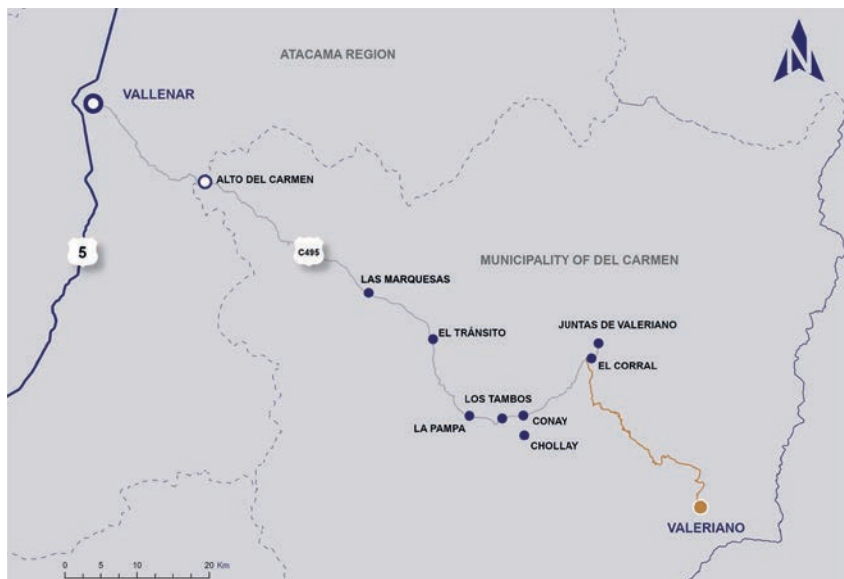 ATACAMA REGION
N
VALLENAR
ALTO DEL CARMEN
5
C495
MUNICIPALITY OF DEL CARMEN
LAS MARQUESAS
JUNTAS DE VALERIANO
EL TRÁNSITO
EL CORRAL
LOS TAMBOS
LA PAMPA
CONAY
CHOLLAY
VALERIANO
0 5 10 20 Km